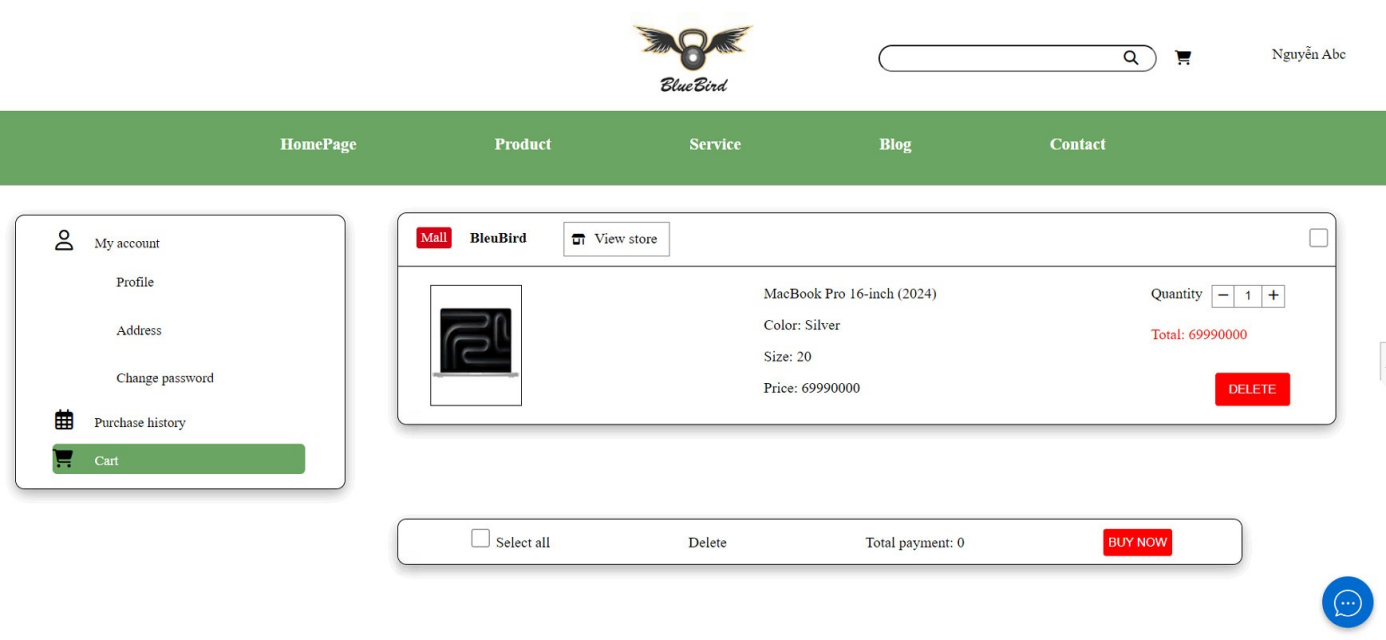 BlueBird
Nguyễn Abc
HomePage Product Service Blog Contact
My account
Profile
Address
Change password
Purchase history
Cart
Mall BleuBird View store
MacBook Pro 16-inch (2024)
Color: Silver
Size: 20
Price: 69990000
Quantity − 1 +
Total: 69990000
DELETE
Select all Delete Total payment: 0 BUY NOW